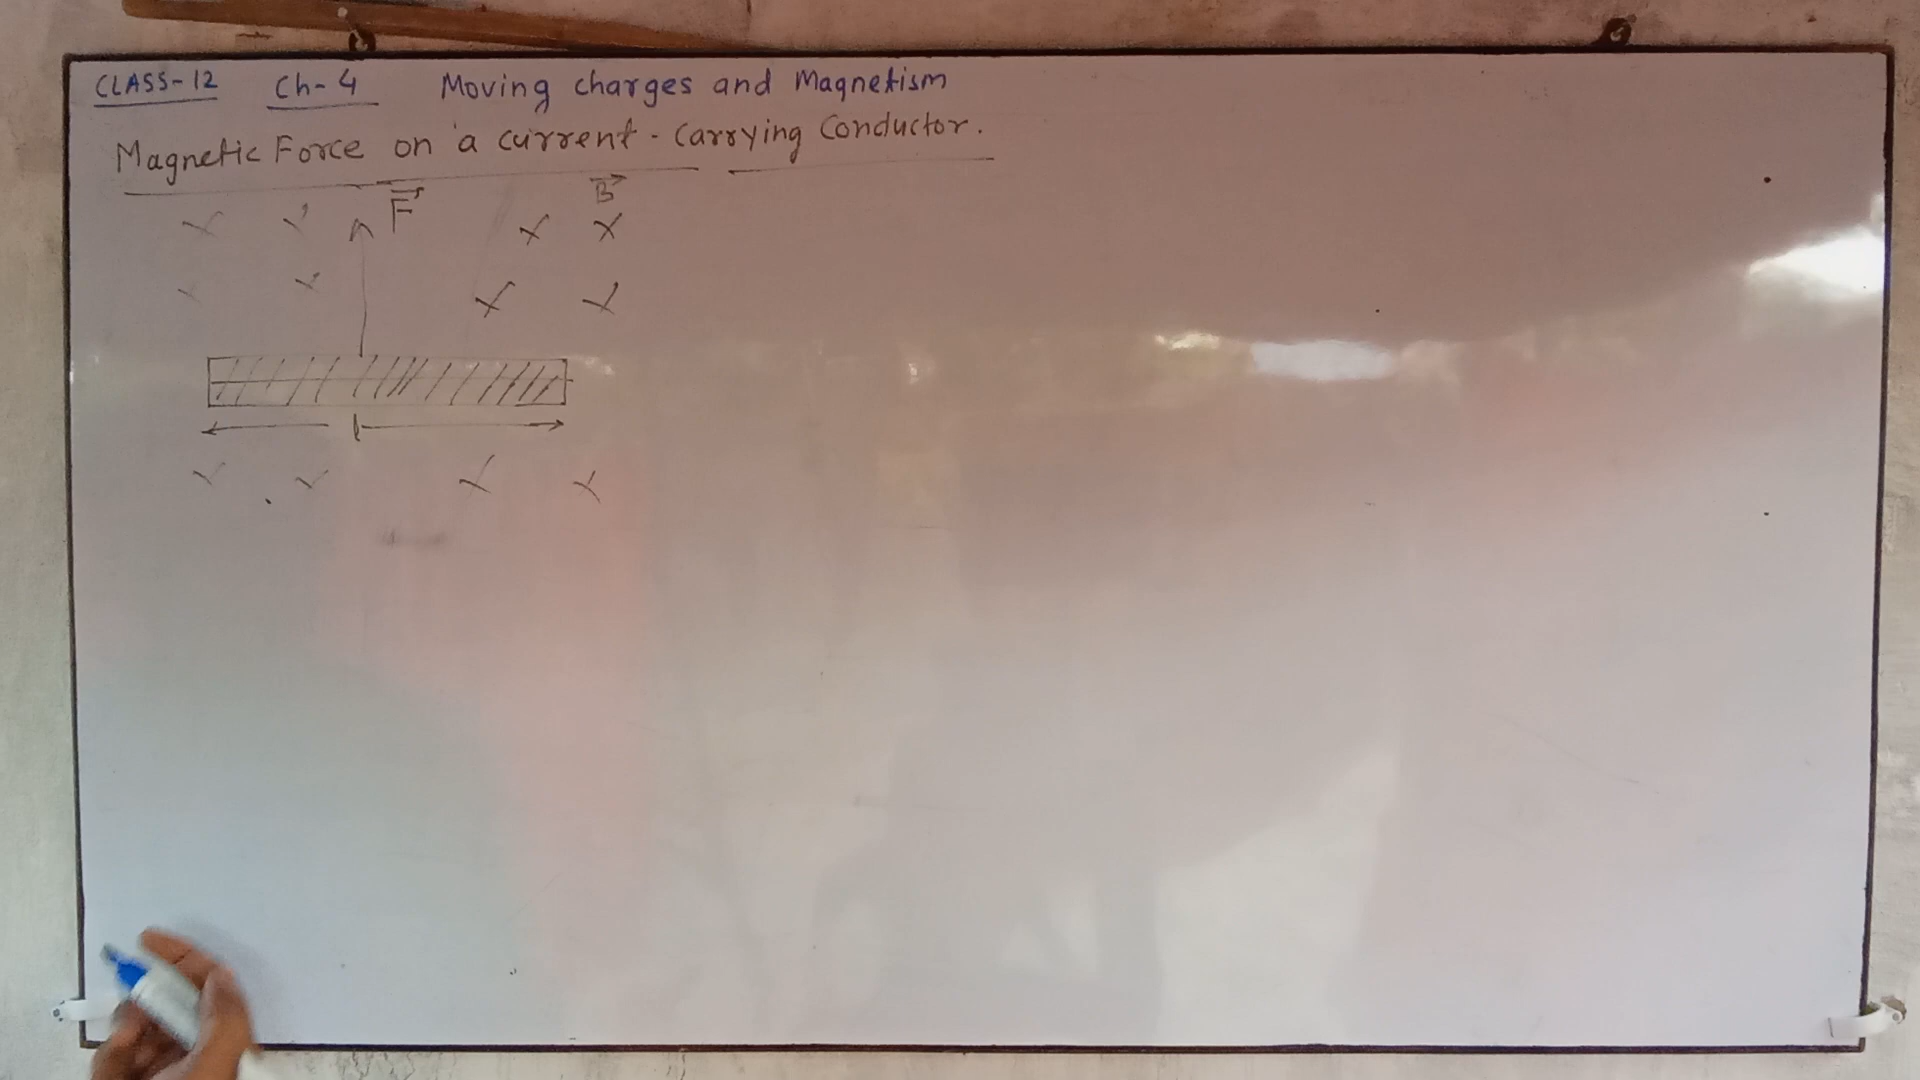 CLASS-12 Ch-4 Moving charges and Magnetism
Magnetic Force on a current-Carrying Conductor.
F
B
x x x x
x x x
l
x x x x